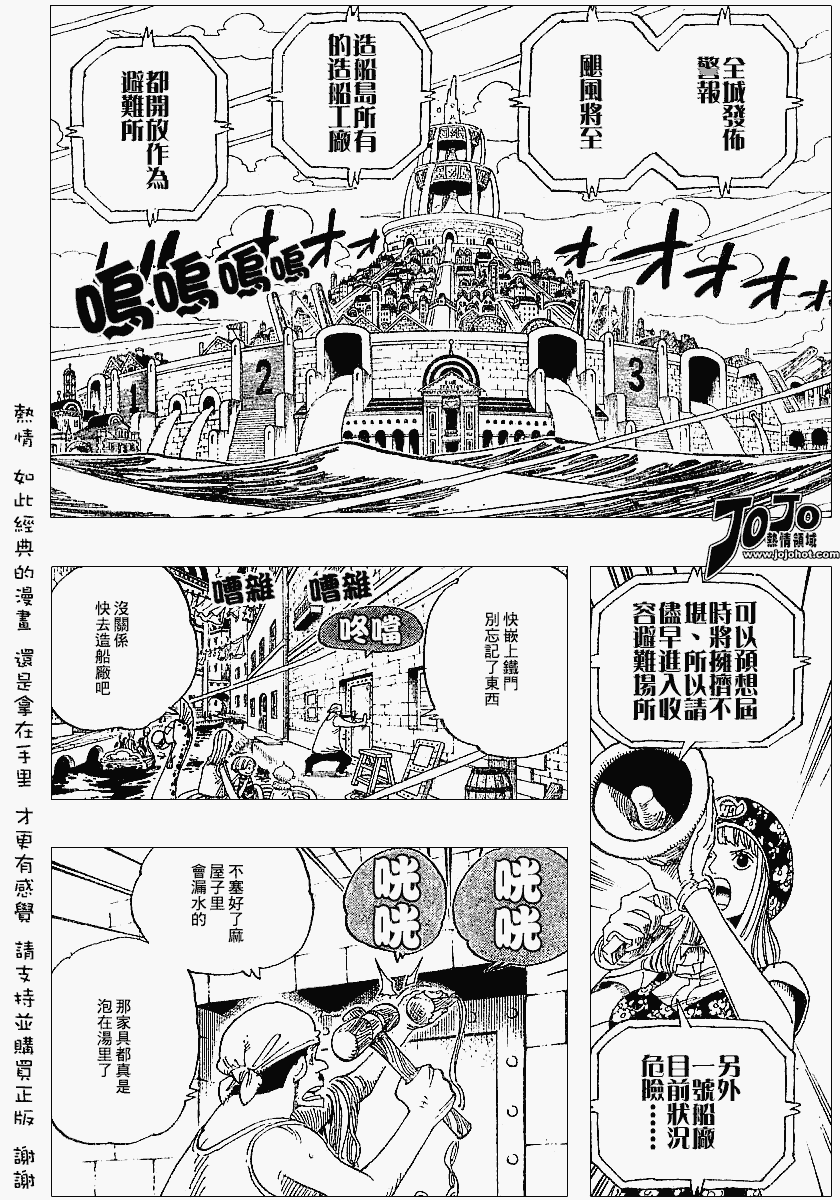 全城發佈
警報
颶風將至
造船島所有
的造船工廠
都開放作為
避難所
嗚嗚嗚嗚
オオオオオ
1
2
3
JOJO
熱情領域
www.jojohot.com
可以預想屆
時將擁擠不
堪、所以請
儘早進入收
容避難場所
另外
一號船廠
目前狀況
危險……
快嵌上鐵門
別忘記了東西
嘈雜
嘈雜
咚噹
沒關係
快去造船廠吧
咣咣
咣咣
不塞好了麻
屋子里
會漏水的
那家具都真是
泡在湯里了
熱情 如此經典的漫畫 還是拿在手里 才更有感覺 請支持並購買正版 謝謝